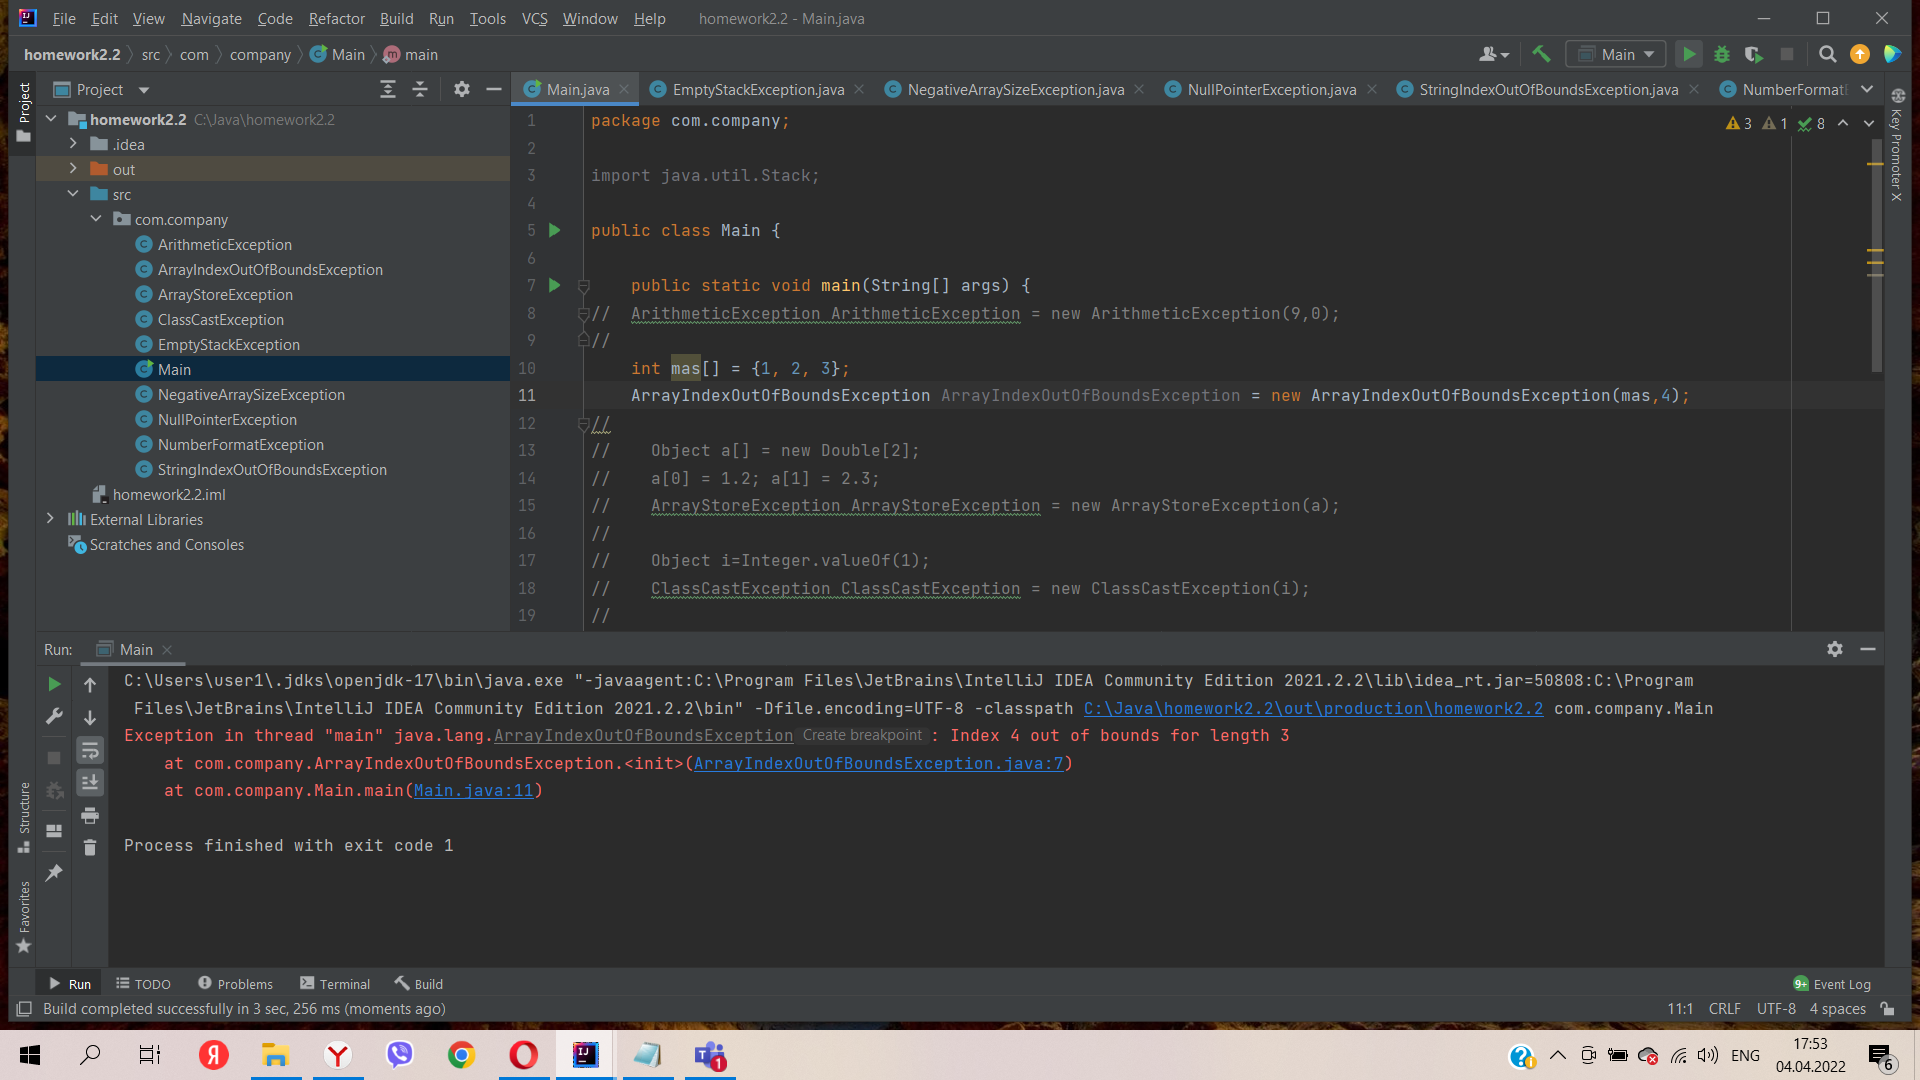 File Edit View Navigate Code Refactor Build Run Tools VCS Window Help homework2.2 - Main.java
homework2.2 src com company Main main
Main
Project
Main.java EmptyStackException.java NegativeArraySizeException.java NullPointerException.java StringIndexOutOfBoundsException.java NumberFormat
Project
Key Promoter X
homework2.2 C:\Java\homework2.2
.idea
out
src
com.company
ArithmeticException
ArrayIndexOutOfBoundsException
ArrayStoreException
ClassCastException
EmptyStackException
Main
NegativeArraySizeException
NullPointerException
NumberFormatException
StringIndexOutOfBoundsException
homework2.2.iml
External Libraries
Scratches and Consoles
3 1 8
1 package com.company;
2
3 import java.util.Stack;
4
5 public class Main {
6
7 public static void main(String[] args) {
8 // ArithmeticException ArithmeticException = new ArithmeticException(9,0);
9 //
10 int mas[] = {1, 2, 3};
11 ArrayIndexOutOfBoundsException ArrayIndexOutOfBoundsException = new ArrayIndexOutOfBoundsException(mas,4);
12 //
13 // Object a[] = new Double[2];
14 // a[0] = 1.2; a[1] = 2.3;
15 // ArrayStoreException ArrayStoreException = new ArrayStoreException(a);
16 //
17 // Object i=Integer.valueOf(1);
18 // ClassCastException ClassCastException = new ClassCastException(i);
19 //
Run: Main
C:\Users\user1\.jdks\openjdk-17\bin\java.exe "-javaagent:C:\Program Files\JetBrains\IntelliJ IDEA Community Edition 2021.2.2\lib\idea_rt.jar=50808:C:\Program
Files\JetBrains\IntelliJ IDEA Community Edition 2021.2.2\bin" -Dfile.encoding=UTF-8 -classpath C:\Java\homework2.2\out\production\homework2.2 com.company.Main
Exception in thread "main" java.lang.ArrayIndexOutOfBoundsException Create breakpoint : Index 4 out of bounds for length 3
at com.company.ArrayIndexOutOfBoundsException.<init>(ArrayIndexOutOfBoundsException.java:7)
at com.company.Main.main(Main.java:11)
Process finished with exit code 1
Structure
Favorites
Run TODO Problems Terminal Build 9+ Event Log
Build completed successfully in 3 sec, 256 ms (moments ago) 11:1 CRLF UTF-8 4 spaces
Я Y IJ 1 ENG 17:53
04.04.2022 6